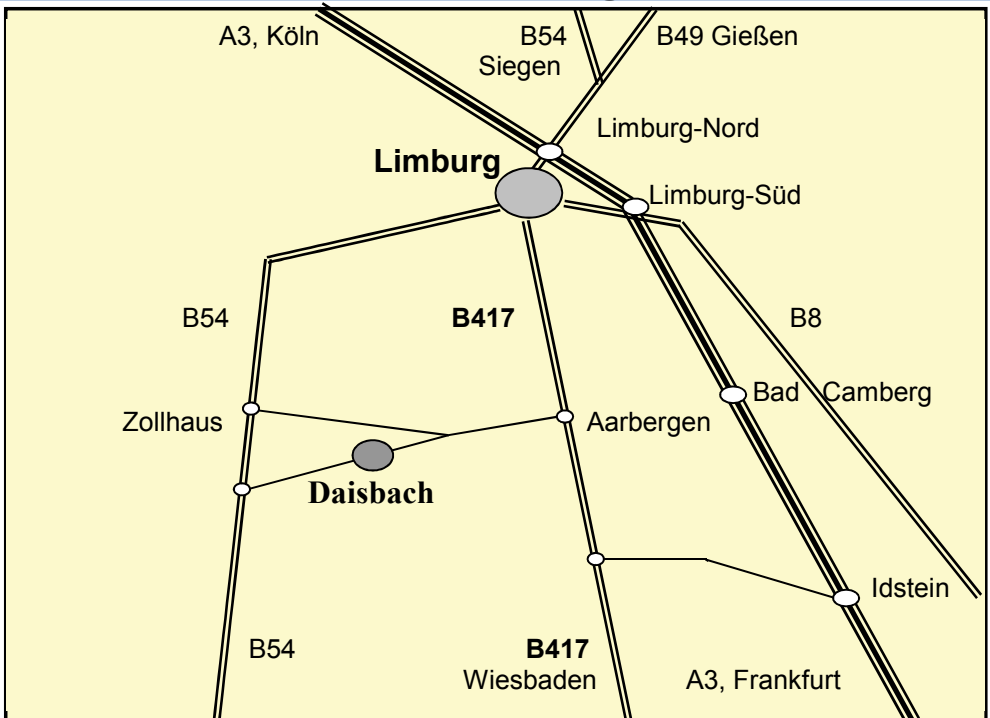 A3, Köln
B54
Siegen
B49 Gießen
Limburg-Nord
Limburg
Limburg-Süd
B54
B417
B8
Bad Camberg
Zollhaus
Aarbergen
Daisbach
Idstein
B54
B417
Wiesbaden
A3, Frankfurt